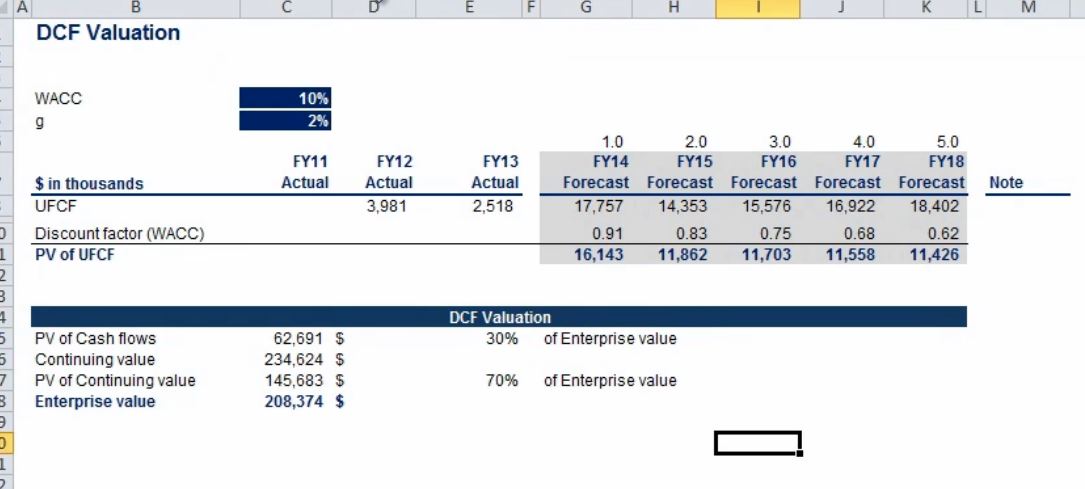 A B C D E F G H I J K L M
DCF Valuation
WACC 10%
g 2%
1.0 2.0 3.0 4.0 5.0
FY11 FY12 FY13 FY14 FY15 FY16 FY17 FY18
$ in thousands Actual Actual Actual Forecast Forecast Forecast Forecast Forecast Note
UFCF 3,981 2,518 17,757 14,353 15,576 16,922 18,402
Discount factor (WACC) 0.91 0.83 0.75 0.68 0.62
PV of UFCF 16,143 11,862 11,703 11,558 11,426
DCF Valuation
PV of Cash flows 62,691 $ 30% of Enterprise value
Continuing value 234,624 $
PV of Continuing value 145,683 $ 70% of Enterprise value
Enterprise value 208,374 $